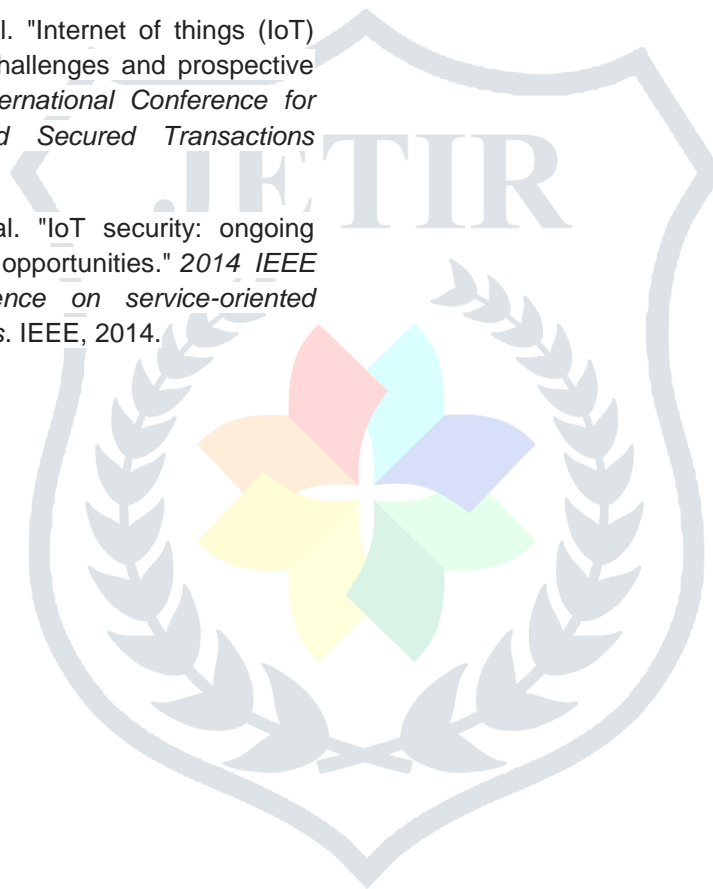 l. "Internet of things (IoT)
hallenges and prospective
ernational Conference for
d Secured Transactions
JETIR
al. "IoT security: ongoing
opportunities." 2014 IEEE
ence on service-oriented
s. IEEE, 2014.